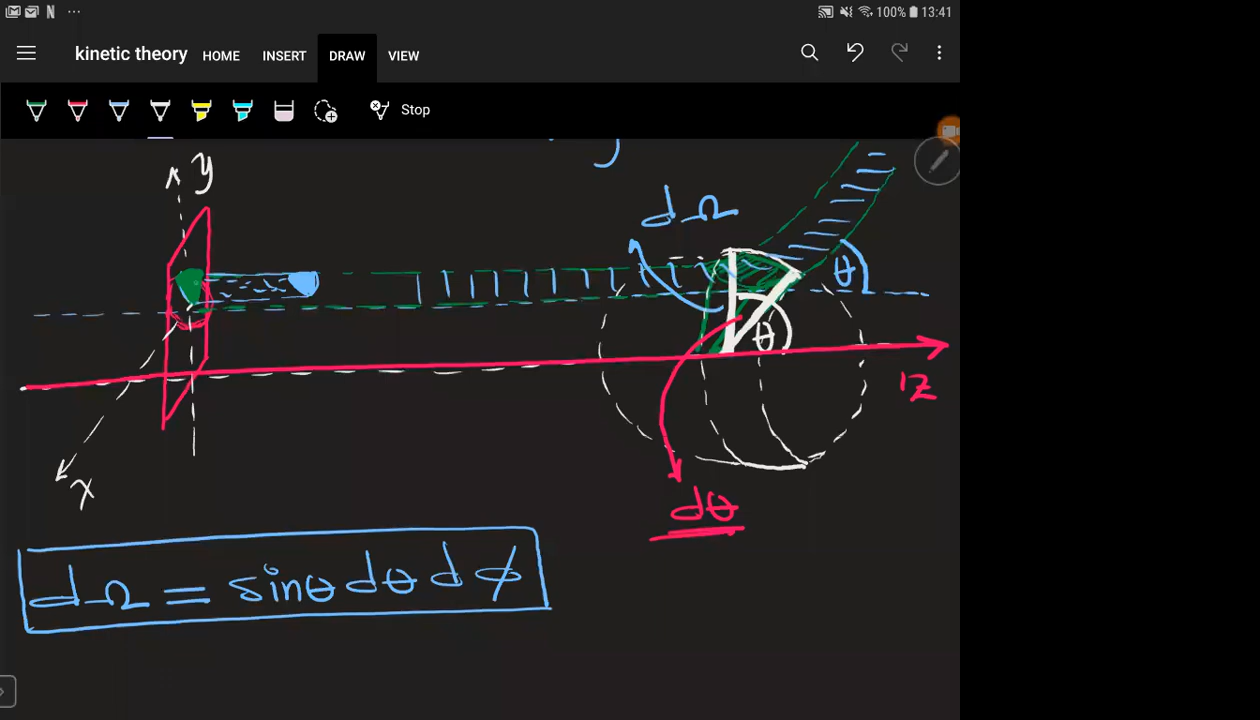 N ... 100% 13:41
kinetic theory HOME INSERT DRAW VIEW
Stop
y
dΩ
θ
θ
z
x
dθ
dΩ = sinθ dθ dϕ